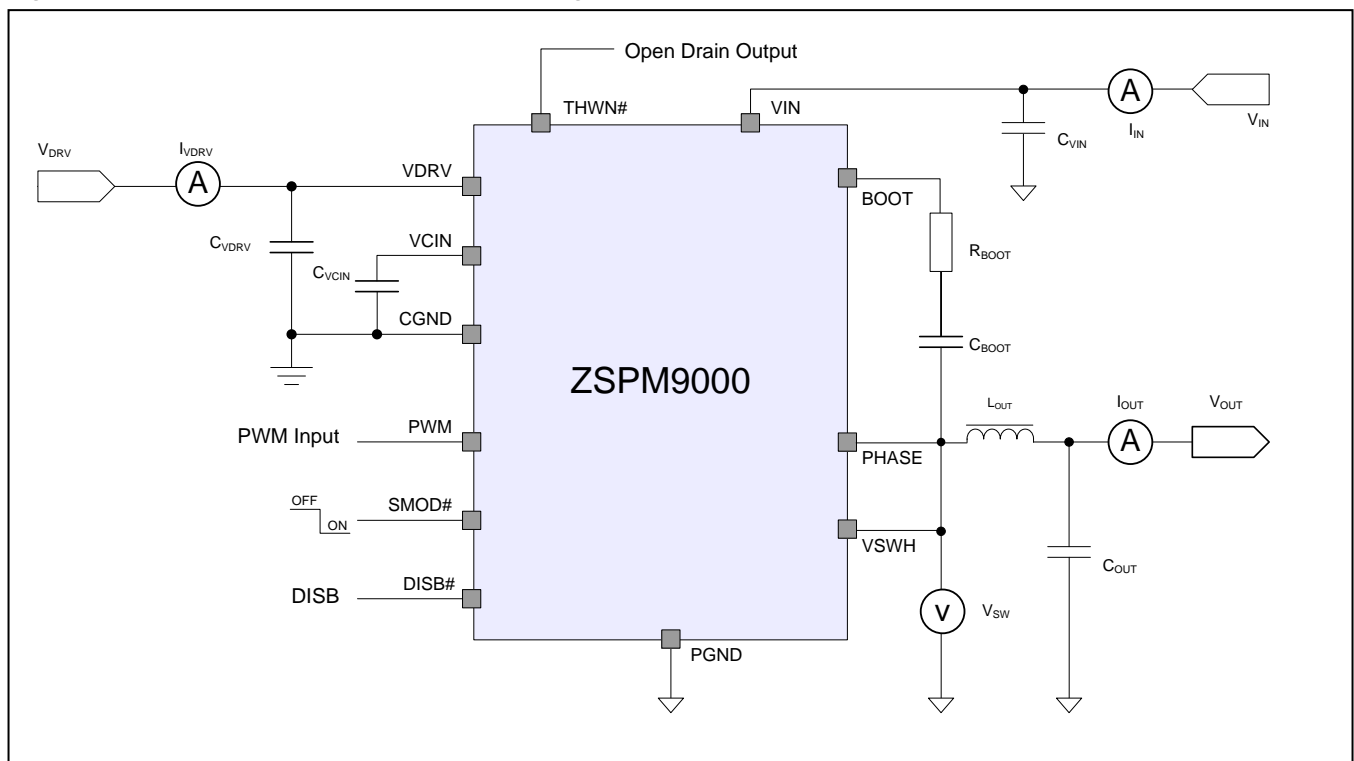 Open Drain Output
THWN#
VIN
A
I_IN
V_IN
C_VIN
V_DRV
I_VDRV
A
VDRV
BOOT
C_VDRV
VCIN
C_VCIN
R_BOOT
CGND
C_BOOT
ZSPM9000
L_OUT
I_OUT
V_OUT
PWM Input
PWM
A
PHASE
OFF
ON
SMOD#
VSWH
C_OUT
DISB
DISB#
V
V_SW
PGND